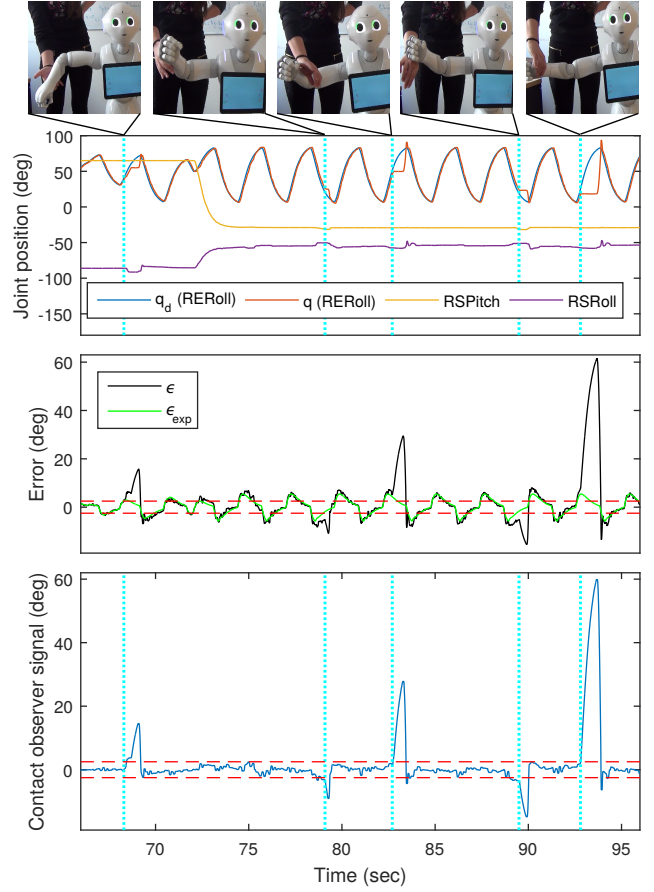 100
50
0
-50
-100
-150
Joint position (deg)
q_d (RERoll) q (RERoll) RSPitch RSRoll
60
40
20
0
Error (deg)
ϵ
ϵ_exp
60
40
20
0
Contact observer signal (deg)
70 75 80 85 90 95
Time (sec)